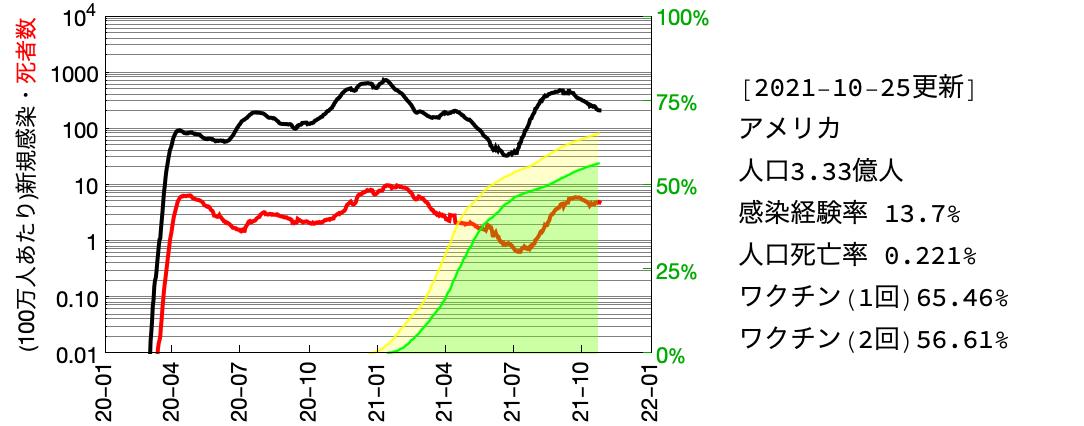 (100万人あたり)新規感染・死者数
10⁴
1000
100
10
1
0.10
0.01
100%
75%
50%
25%
0%
20-01
20-04
20-07
20-10
21-01
21-04
21-07
21-10
22-01
[2021-10-25更新]
アメリカ
人口3.33億人
感染経験率 13.7%
人口死亡率 0.221%
ワクチン(1回)65.46%
ワクチン(2回)56.61%